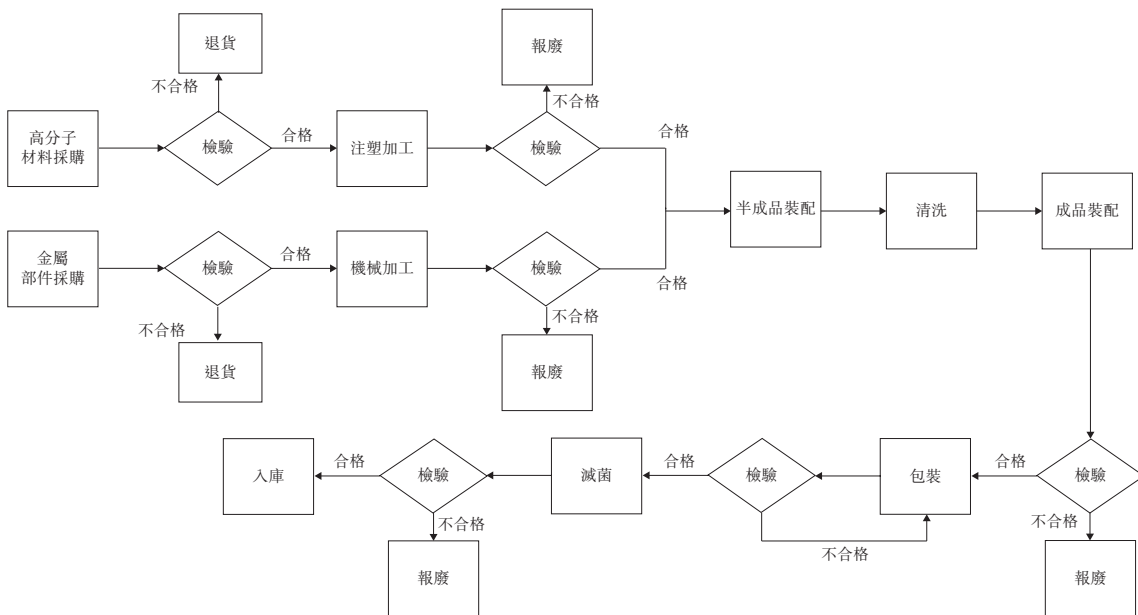 退貨
報廢
不合格
不合格
高分子
材料採購
檢驗
合格
注塑加工
檢驗
合格
半成品裝配
清洗
成品裝配
金屬
部件採購
檢驗
合格
機械加工
檢驗
合格
不合格
不合格
退貨
報廢
入庫
合格
檢驗
滅菌
合格
檢驗
包裝
合格
檢驗
不合格
不合格
不合格
報廢
報廢